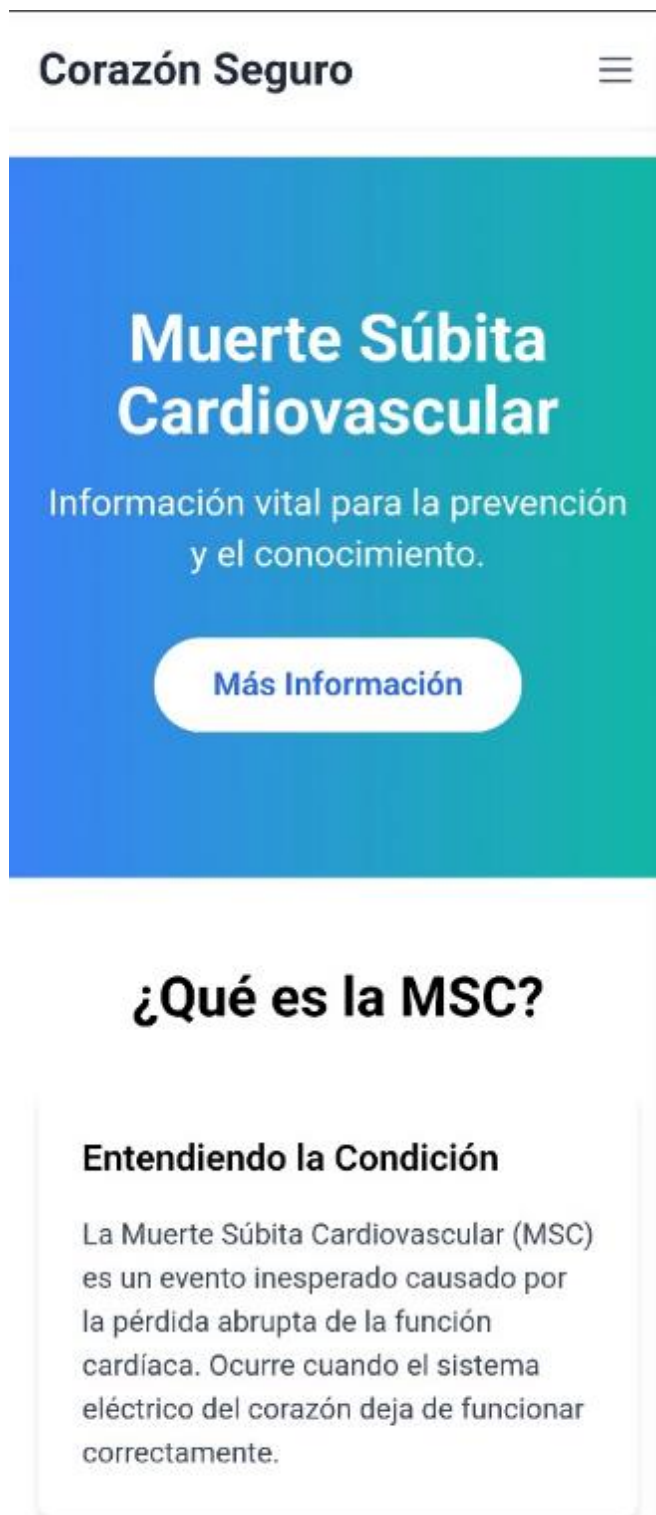 Corazón Seguro
Muerte Súbita
Cardiovascular
Información vital para la prevención
y el conocimiento.
Más Información
¿Qué es la MSC?
Entendiendo la Condición
La Muerte Súbita Cardiovascular (MSC)
es un evento inesperado causado por
la pérdida abrupta de la función
cardíaca. Ocurre cuando el sistema
eléctrico del corazón deja de funcionar
correctamente.